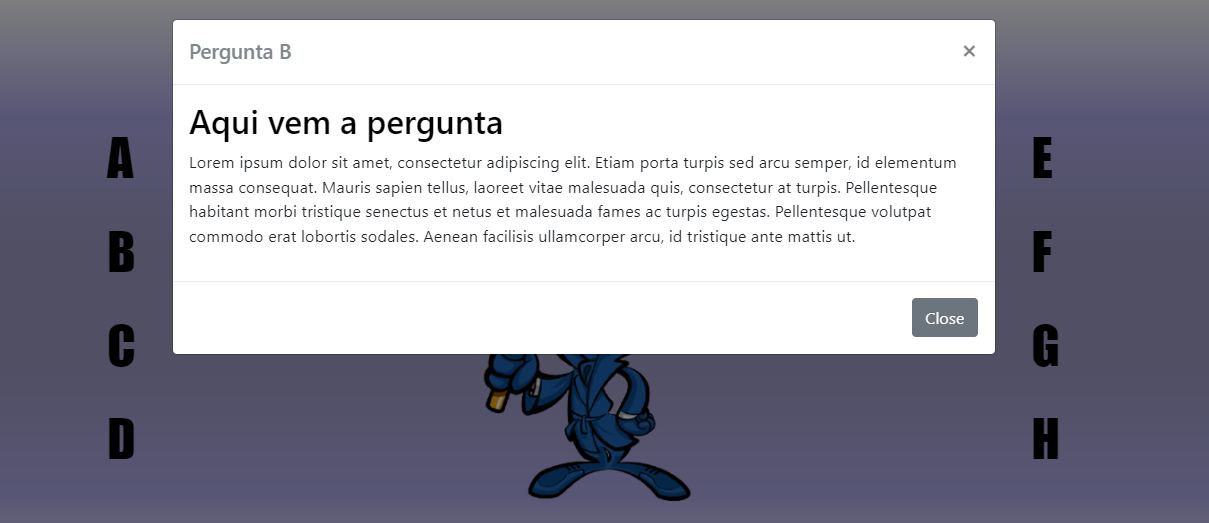 Pergunta B ×
Aqui vem a pergunta
Lorem ipsum dolor sit amet, consectetur adipiscing elit. Etiam porta turpis sed arcu semper, id elementum
massa consequat. Mauris sapien tellus, laoreet vitae malesuada quis, consectetur at turpis. Pellentesque
habitant morbi tristique senectus et netus et malesuada fames ac turpis egestas. Pellentesque volutpat
commodo erat lobortis sodales. Aenean facilisis ullamcorper arcu, id tristique ante mattis ut.
Close
A
B
C
D
E
F
G
H